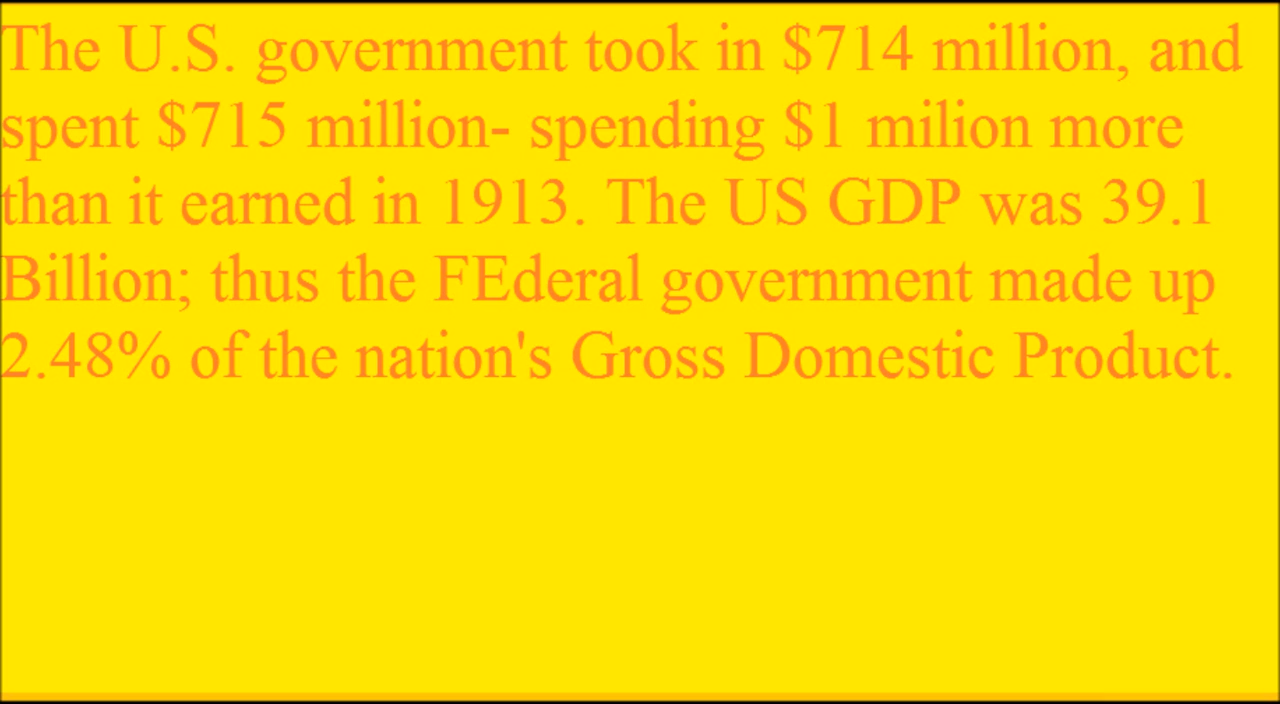 The U.S. government took in $714 million, and
spent $715 million- spending $1 milion more
than it earned in 1913. The US GDP was 39.1
Billion; thus the FEderal government made up
2.48% of the nation's Gross Domestic Product.